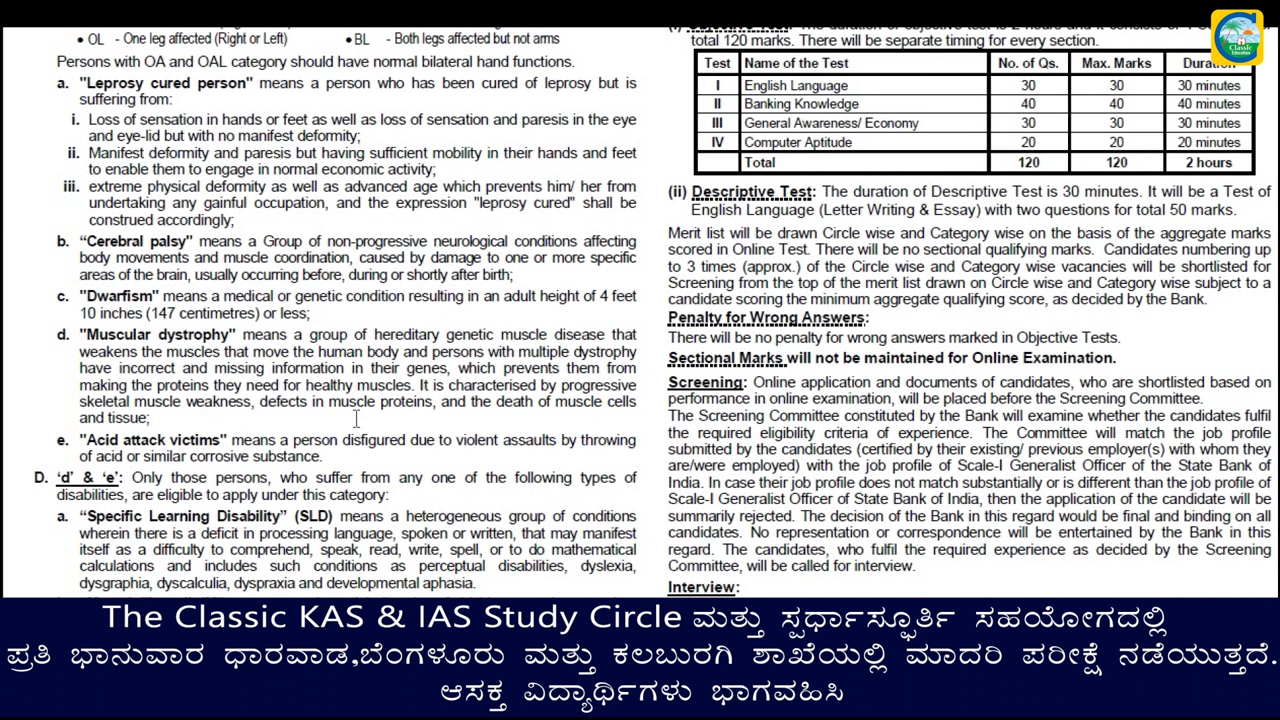 • OL - One leg affected (Right or Left) • BL - Both legs affected but not arms
Persons with OA and OAL category should have normal bilateral hand functions.
a. "Leprosy cured person" means a person who has been cured of leprosy but is
suffering from:
i. Loss of sensation in hands or feet as well as loss of sensation and paresis in the eye
and eye-lid but with no manifest deformity;
ii. Manifest deformity and paresis but having sufficient mobility in their hands and feet
to enable them to engage in normal economic activity;
iii. extreme physical deformity as well as advanced age which prevents him/ her from
undertaking any gainful occupation, and the expression "leprosy cured" shall be
construed accordingly;
b. “Cerebral palsy" means a Group of non-progressive neurological conditions affecting
body movements and muscle coordination, caused by damage to one or more specific
areas of the brain, usually occurring before, during or shortly after birth;
c. "Dwarfism" means a medical or genetic condition resulting in an adult height of 4 feet
10 inches (147 centimetres) or less;
d. "Muscular dystrophy" means a group of hereditary genetic muscle disease that
weakens the muscles that move the human body and persons with multiple dystrophy
have incorrect and missing information in their genes, which prevents them from
making the proteins they need for healthy muscles. It is characterised by progressive
skeletal muscle weakness, defects in muscle proteins, and the death of muscle cells
and tissue;
e. "Acid attack victims" means a person disfigured due to violent assaults by throwing
of acid or similar corrosive substance.
D. ‘d’ & ‘e’: Only those persons, who suffer from any one of the following types of
disabilities, are eligible to apply under this category:
a. “Specific Learning Disability” (SLD) means a heterogeneous group of conditions
wherein there is a deficit in processing language, spoken or written, that may manifest
itself as a difficulty to comprehend, speak, read, write, spell, or to do mathematical
calculations and includes such conditions as perceptual disabilities, dyslexia,
dysgraphia, dyscalculia, dyspraxia and developmental aphasia.
total 120 marks. There will be separate timing for every section.
Test Name of the Test No. of Qs. Max. Marks Duration
I English Language 30 30 30 minutes
II Banking Knowledge 40 40 40 minutes
III General Awareness/ Economy 30 30 30 minutes
IV Computer Aptitude 20 20 20 minutes
Total 120 120 2 hours
(ii) Descriptive Test: The duration of Descriptive Test is 30 minutes. It will be a Test of
English Language (Letter Writing & Essay) with two questions for total 50 marks.
Merit list will be drawn Circle wise and Category wise on the basis of the aggregate marks
scored in Online Test. There will be no sectional qualifying marks. Candidates numbering up
to 3 times (approx.) of the Circle wise and Category wise vacancies will be shortlisted for
Screening from the top of the merit list drawn on Circle wise and Category wise subject to a
candidate scoring the minimum aggregate qualifying score, as decided by the Bank.
Penalty for Wrong Answers:
There will be no penalty for wrong answers marked in Objective Tests.
Sectional Marks will not be maintained for Online Examination.
Screening: Online application and documents of candidates, who are shortlisted based on
performance in online examination, will be placed before the Screening Committee.
The Screening Committee constituted by the Bank will examine whether the candidates fulfil
the required eligibility criteria of experience. The Committee will match the job profile
submitted by the candidates (certified by their existing/ previous employer(s) with whom they
are/were employed) with the job profile of Scale-I Generalist Officer of the State Bank of
India. In case their job profile does not match substantially or is different than the job profile of
Scale-I Generalist Officer of State Bank of India, then the application of the candidate will be
summarily rejected. The decision of the Bank in this regard would be final and binding on all
candidates. No representation or correspondence will be entertained by the Bank in this
regard. The candidates, who fulfil the required experience as decided by the Screening
Committee, will be called for interview.
Interview:
Classic
The Classic KAS & IAS Study Circle ಮತ್ತು ಸ್ಪರ್ಧಾಸ್ಫೂರ್ತಿ ಸಹಯೋಗದಲ್ಲಿ
ಪ್ರತಿ ಭಾನುವಾರ ಧಾರವಾಡ,ಬೆಂಗಳೂರು ಮತ್ತು ಕಲಬುರಗಿ ಶಾಖೆಯಲ್ಲಿ ಮಾದರಿ ಪರೀಕ್ಷೆ ನಡೆಯುತ್ತದೆ.
ಆಸಕ್ತ ವಿದ್ಯಾರ್ಥಿಗಳು ಭಾಗವಹಿಸಿ